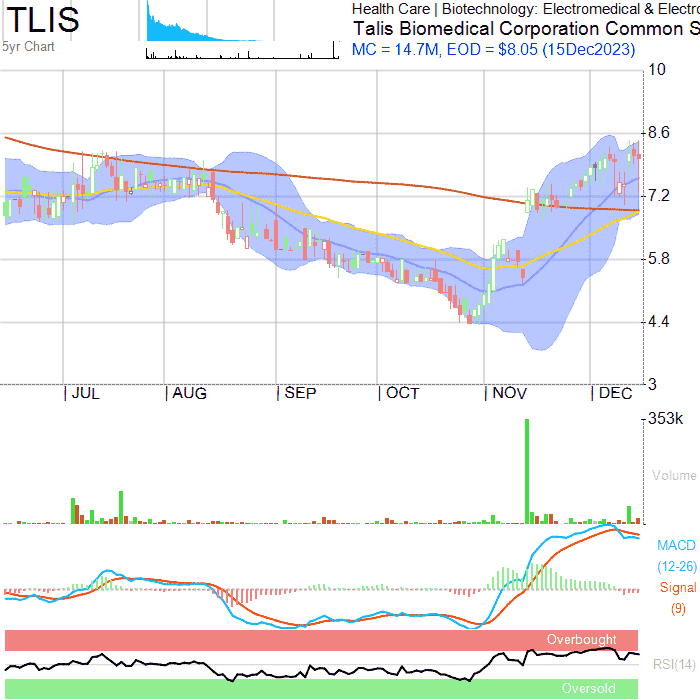 TLIS
5yr Chart
Health Care | Biotechnology: Electromedical & Electro
Talis Biomedical Corporation Common S
MC = 14.7M, EOD = $8.05 (15Dec2023)
10
8.6
7.2
5.8
4.4
3
JUL AUG SEP OCT NOV DEC
353k
Volume
MACD
(12-26)
Signal
(9)
Overbought
RSI(14)
Oversold